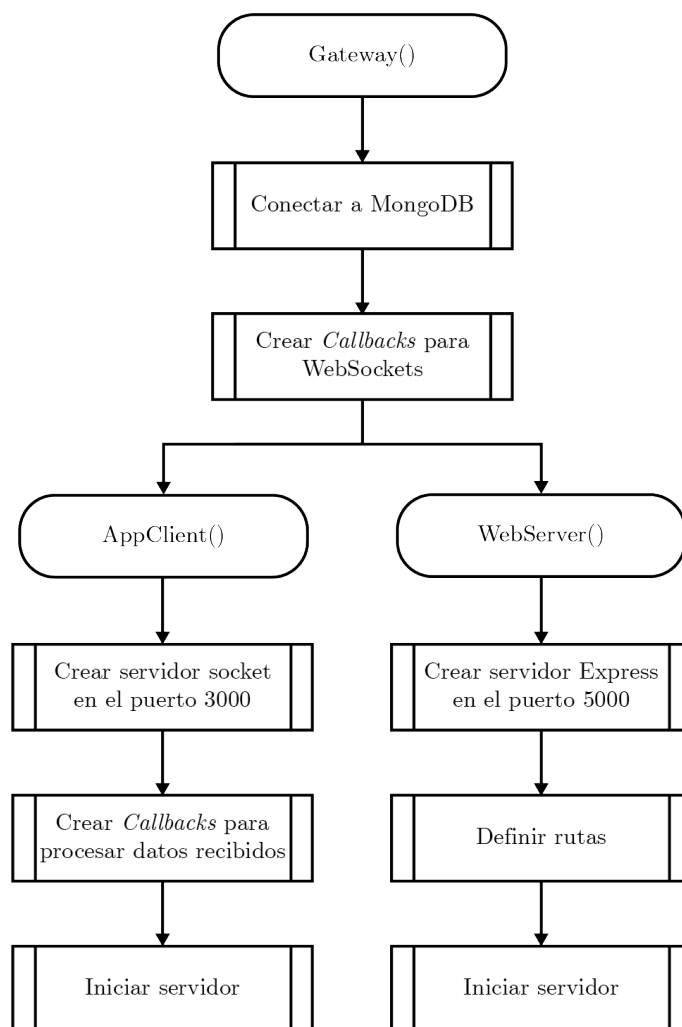 Gateway()
Conectar a MongoDB
Crear Callbacks para
WebSockets
AppClient()
WebServer()
Crear servidor socket
en el puerto 3000
Crear servidor Express
en el puerto 5000
Crear Callbacks para
procesar datos recibidos
Definir rutas
Iniciar servidor
Iniciar servidor